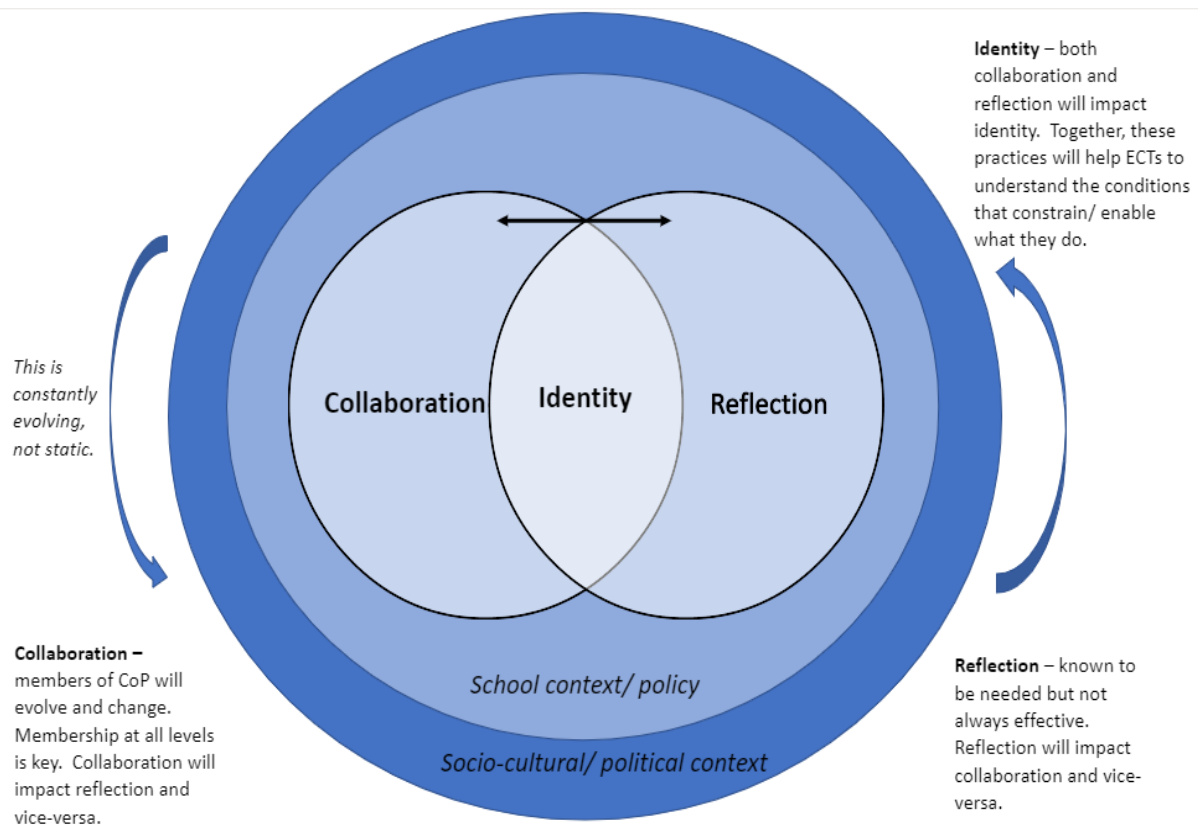 Identity – both
collaboration and
reflection will impact
identity.  Together, these
practices will help ECTs to
understand the conditions
that constrain/ enable
what they do.
This is
constantly
evolving,
not static.
Collaboration
Identity
Reflection
School context/ policy
Socio-cultural/ political context
Collaboration –
members of CoP will
evolve and change.
Membership at all levels
is key.  Collaboration will
impact reflection and
vice-versa.
Reflection – known to
be needed but not
always effective.
Reflection will impact
collaboration and vice-
versa.